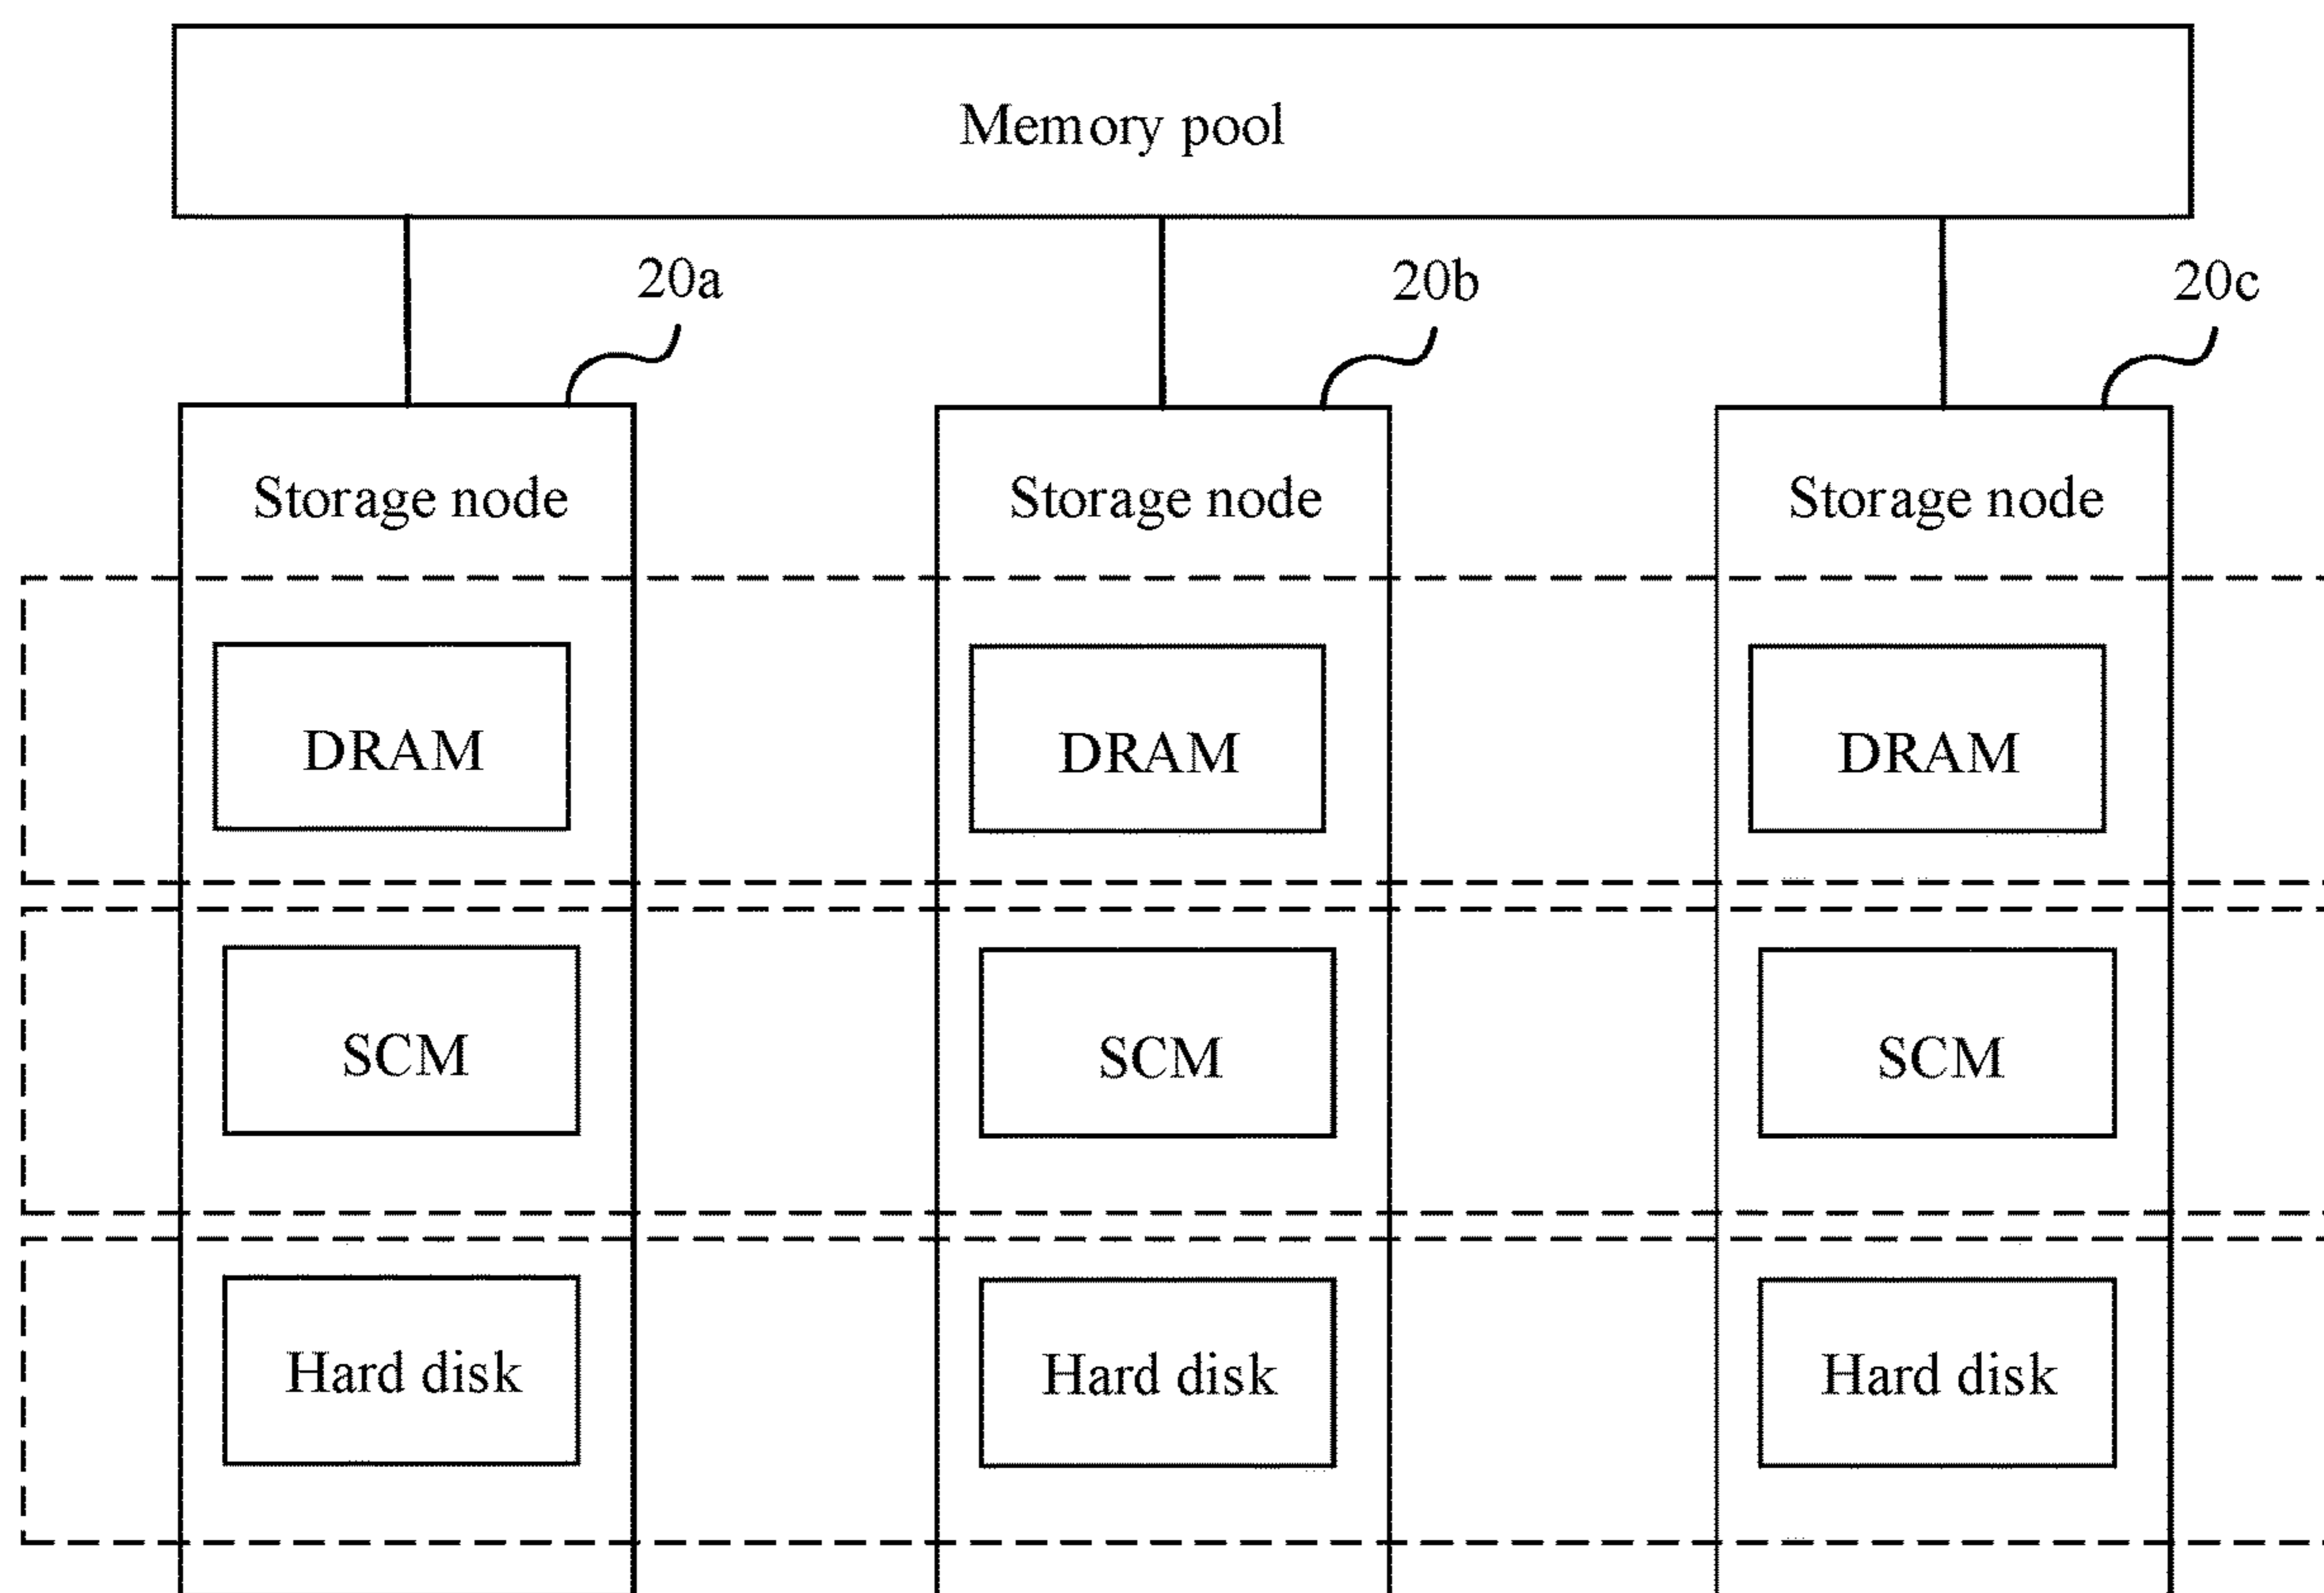 Memory pool
20a
20b
20c
Storage node
Storage node
Storage node
DRAM
DRAM
DRAM
SCM
SCM
SCM
Hard disk
Hard disk
Hard disk